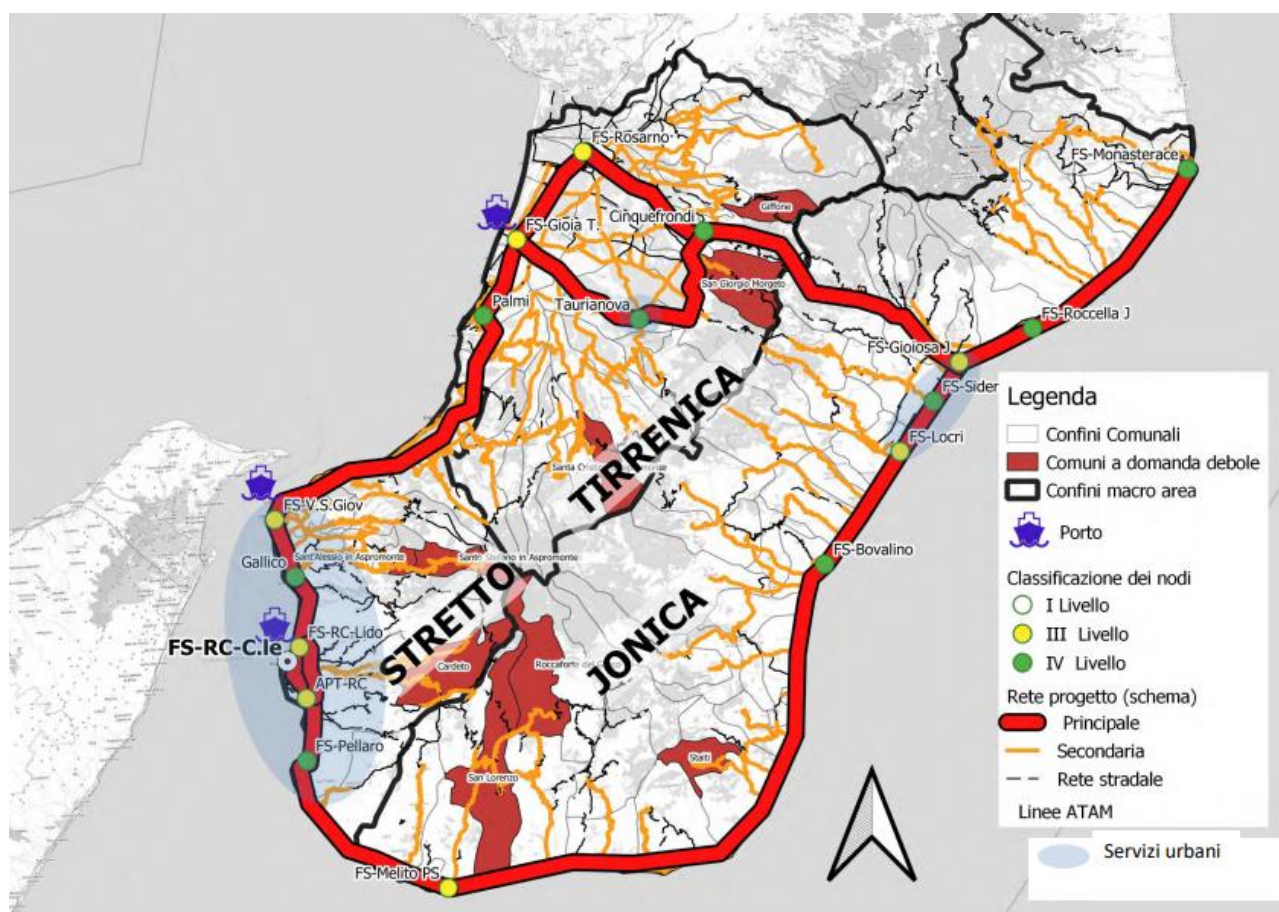 FS-Rosarno
FS-Monasterace
Giffone
Cinquefrondi
FS-Gioia T.
San Giorgio Morgeto
Palmi
Taurianova
FS-Roccella J
FS-Gioiosa J
FS-Sider
FS-Locri
TIRRENICA
Santa Cristina
FS-V.S.Giov
Gallico
Sant'Alessio in Aspromonte
Santo Stefano in Aspromonte
FS-Bovalino
STRETTO
JONICA
FS-RC-Lido
FS-RC-C.le
Cardeto
Roccaforte del
APT-RC
FS-Pellaro
Staiti
San Lorenzo
FS-Melito PS
Legenda
Confini Comunali
Comuni a domanda debole
Confini macro area
Porto
Classificazione dei nodi
I Livello
III Livello
IV Livello
Rete progetto (schema)
Principale
Secondaria
Rete stradale
Linee ATAM
Servizi urbani